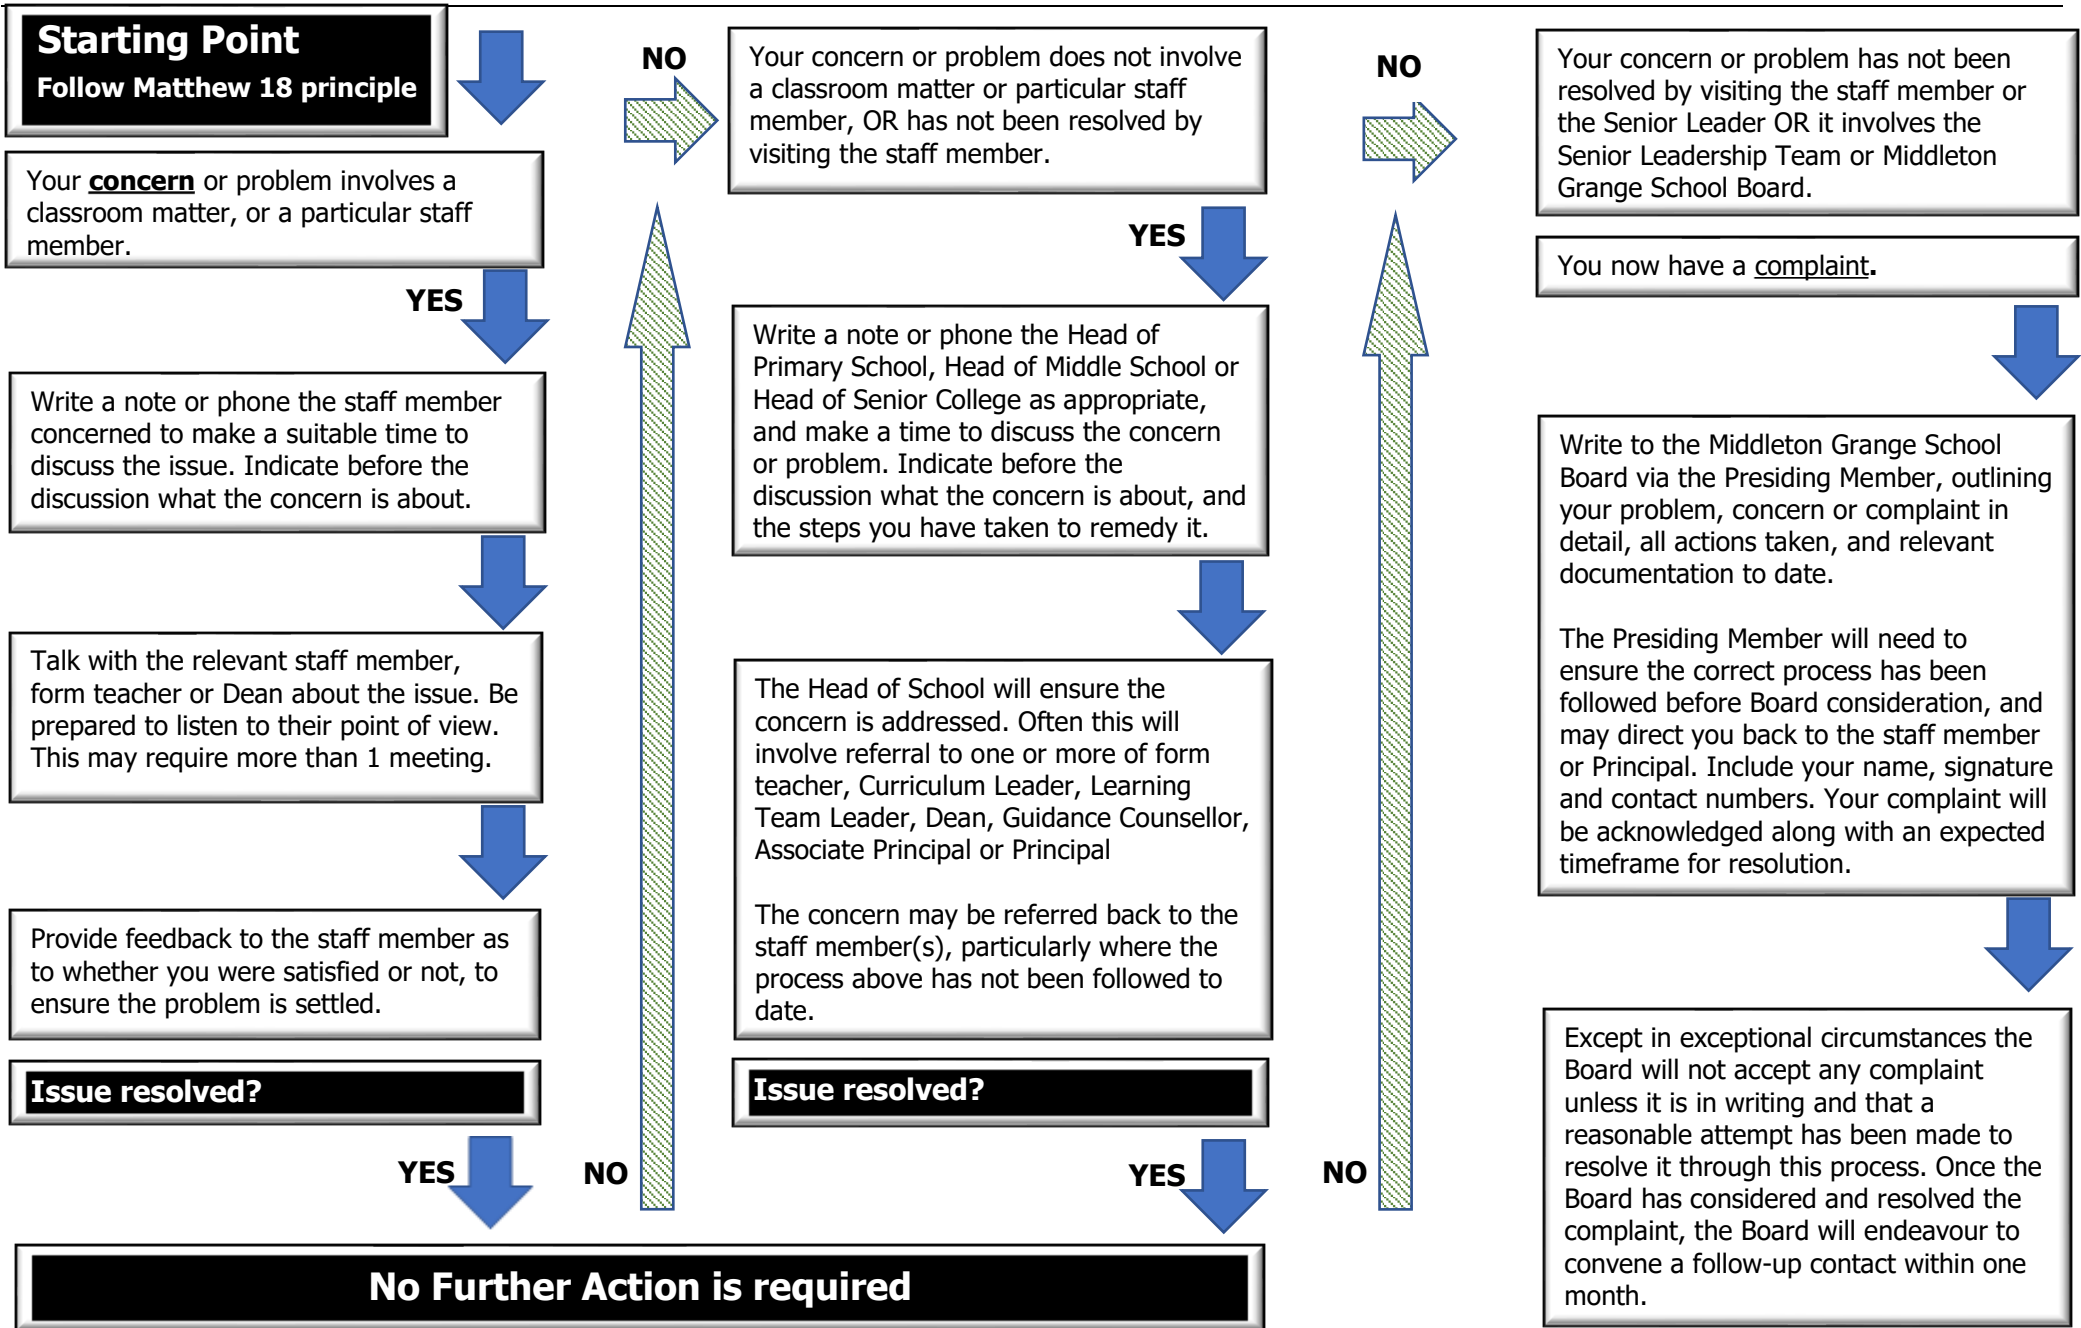 Starting Point
Follow Matthew 18 principle
Your concern or problem involves a
classroom matter, or a particular staff
member.
YES
Write a note or phone the staff member
concerned to make a suitable time to
discuss the issue. Indicate before the
discussion what the concern is about.
Talk with the relevant staff member,
form teacher or Dean about the issue. Be
prepared to listen to their point of view.
This may require more than 1 meeting.
Provide feedback to the staff member as
to whether you were satisfied or not, to
ensure the problem is settled.
Issue resolved?
YES
NO
NO
Your concern or problem does not involve
a classroom matter or particular staff
member, OR has not been resolved by
visiting the staff member.
YES
Write a note or phone the Head of
Primary School, Head of Middle School or
Head of Senior College as appropriate,
and make a time to discuss the concern
or problem. Indicate before the
discussion what the concern is about, and
the steps you have taken to remedy it.
The Head of School will ensure the
concern is addressed. Often this will
involve referral to one or more of form
teacher, Curriculum Leader, Learning
Team Leader, Dean, Guidance Counsellor,
Associate Principal or Principal
The concern may be referred back to the
staff member(s), particularly where the
process above has not been followed to
date.
Issue resolved?
YES
NO
No Further Action is required
NO
Your concern or problem has not been
resolved by visiting the staff member or
the Senior Leader OR it involves the
Senior Leadership Team or Middleton
Grange School Board.
You now have a complaint.
Write to the Middleton Grange School
Board via the Presiding Member, outlining
your problem, concern or complaint in
detail, all actions taken, and relevant
documentation to date.
The Presiding Member will need to
ensure the correct process has been
followed before Board consideration, and
may direct you back to the staff member
or Principal. Include your name, signature
and contact numbers. Your complaint will
be acknowledged along with an expected
timeframe for resolution.
Except in exceptional circumstances the
Board will not accept any complaint
unless it is in writing and that a
reasonable attempt has been made to
resolve it through this process. Once the
Board has considered and resolved the
complaint, the Board will endeavour to
convene a follow-up contact within one
month.